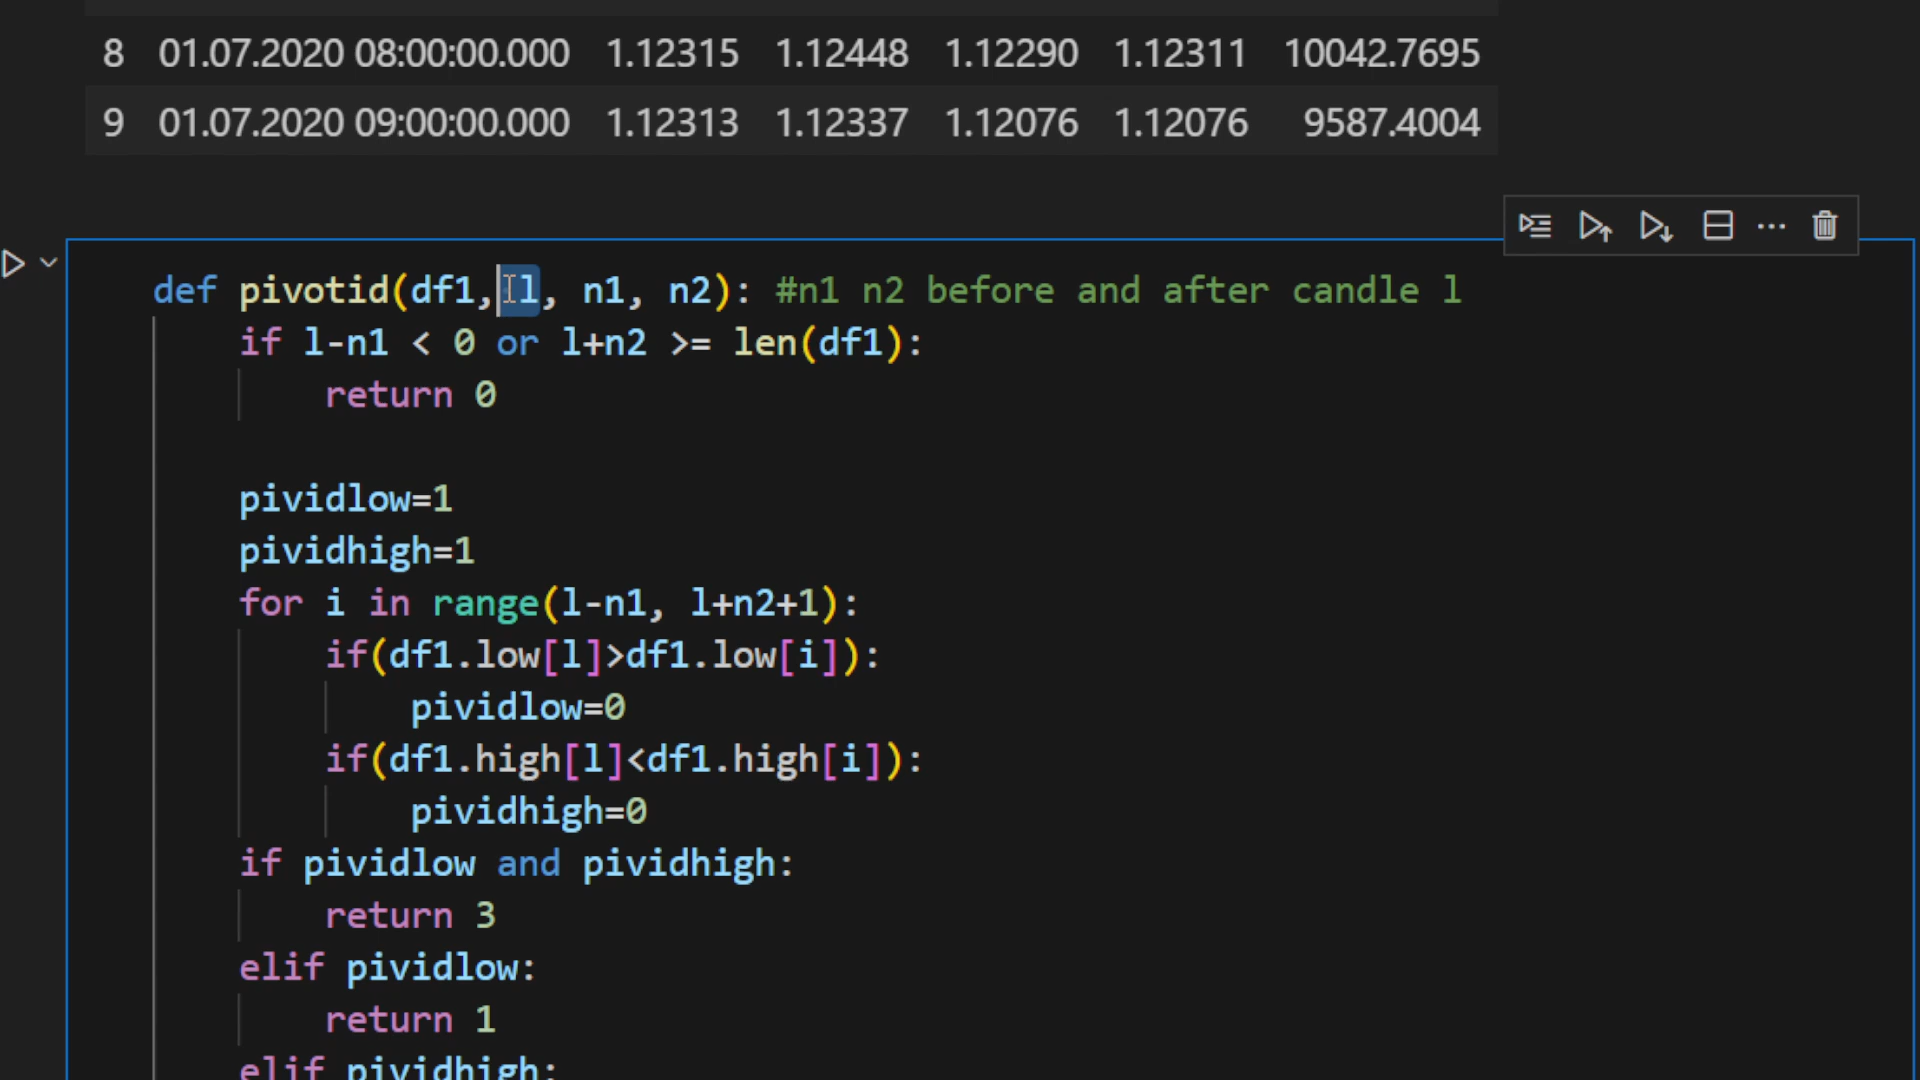 8 01.07.2020 08:00:00.000 1.12315 1.12448 1.12290 1.12311 10042.7695
9 01.07.2020 09:00:00.000 1.12313 1.12337 1.12076 1.12076 9587.4004
def pivotid(df1, l, n1, n2): #n1 n2 before and after candle l
    if l-n1 < 0 or l+n2 >= len(df1):
        return 0

    pividlow=1
    pividhigh=1
    for i in range(l-n1, l+n2+1):
        if(df1.low[l]>df1.low[i]):
            pividlow=0
        if(df1.high[l]<df1.high[i]):
            pividhigh=0
    if pividlow and pividhigh:
        return 3
    elif pividlow:
        return 1
    elif pividhigh: